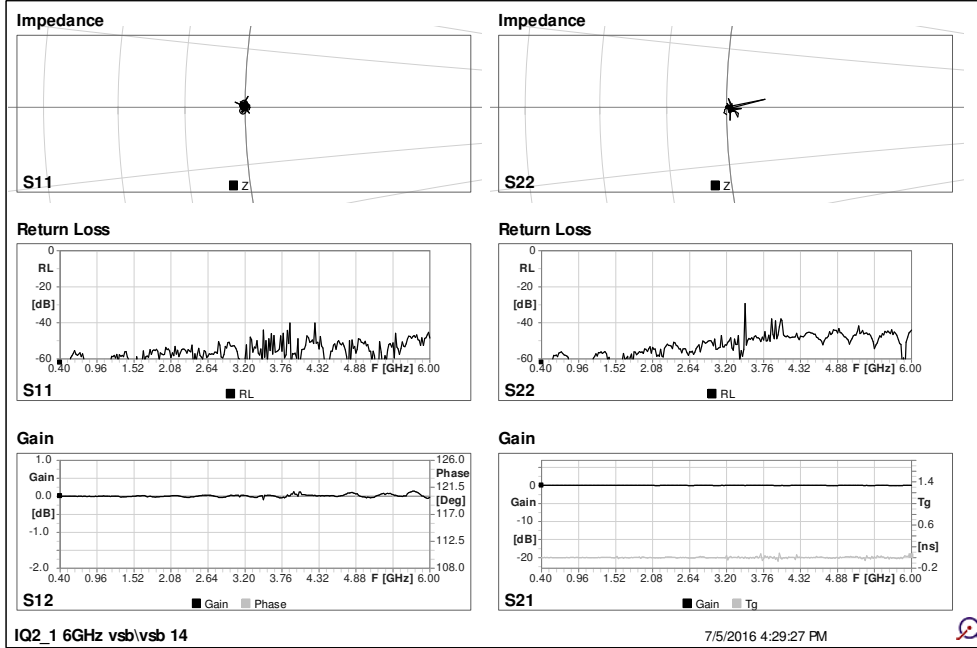 Impedance
S11
Z
Impedance
S22
Z
Return Loss
0
RL
-20
[dB]
-40
-60
0.40 0.96 1.52 2.08 2.64 3.20 3.76 4.32 4.88 F [GHz] 6.00
S11
RL
Return Loss
0
RL
-20
[dB]
-40
-60
0.40 0.96 1.52 2.08 2.64 3.20 3.76 4.32 4.88 F [GHz] 6.00
S22
RL
Gain
1.0 126.0
Gain Phase
121.5
0.0 [Deg]
[dB] 117.0
-1.0
112.5
-2.0 108.0
0.40 0.96 1.52 2.08 2.64 3.20 3.76 4.32 4.88 F [GHz] 6.00
S12
Gain Phase
Gain
0 1.4
Gain Tg
-10 0.6
[dB] [ns]
-20 -0.2
0.40 0.96 1.52 2.08 2.64 3.20 3.76 4.32 4.88 F [GHz] 6.00
S21
Gain Tg
IQ2_1 6GHz vsb\vsb 14
7/5/2016 4:29:27 PM